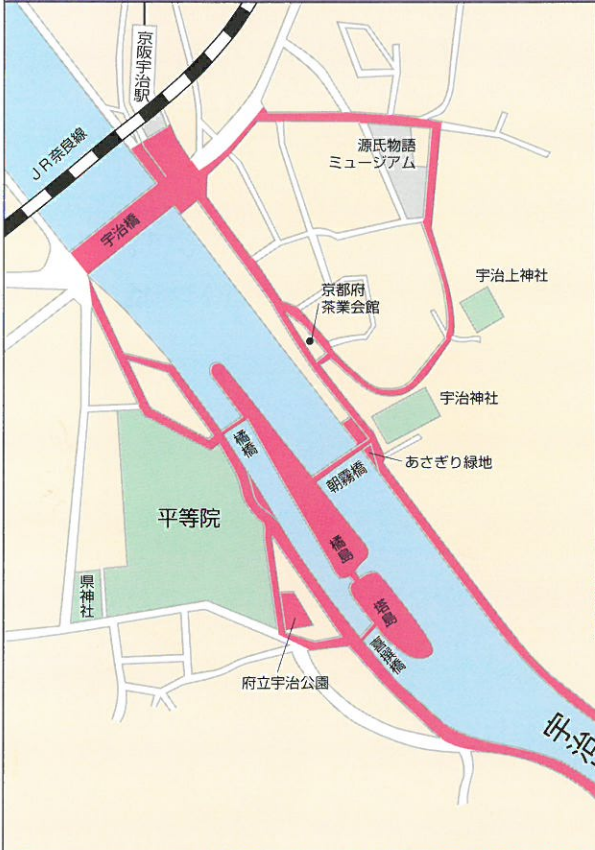 京阪宇治駅
JR奈良線
源氏物語
ミュージアム
宇治橋
宇治上神社
京都府
茶業会館
宇治神社
橘橋
あさぎり緑地
朝霧橋
平等院
橘島
県神社
塔島
喜撰橋
府立宇治公園
宇治